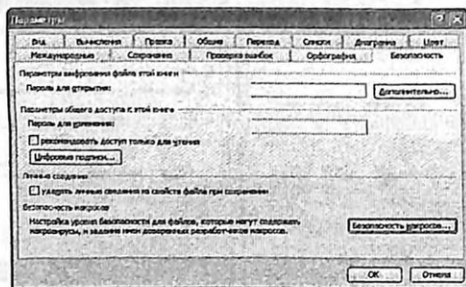 Параметры
Вид Вычисления Правка Общие Переход Списки Диаграмма Цвет
Международные Сохранение Проверка ошибок Орфография Безопасность
Параметры шифрования файла этой книги
Пароль для открытия:
Дополнительно...
Параметры общего доступа к этой книге
Пароль для изменения:
рекомендовать доступ только для чтения
Цифровые подписи...
Личные сведения
удалять личные сведения из свойств файла при сохранении
Безопасность макросов
Настройка уровня безопасности для файлов, которые могут содержать
макровирусы, и задание имен доверенных разработчиков макросов.
Безопасность макросов...
OK Отмена